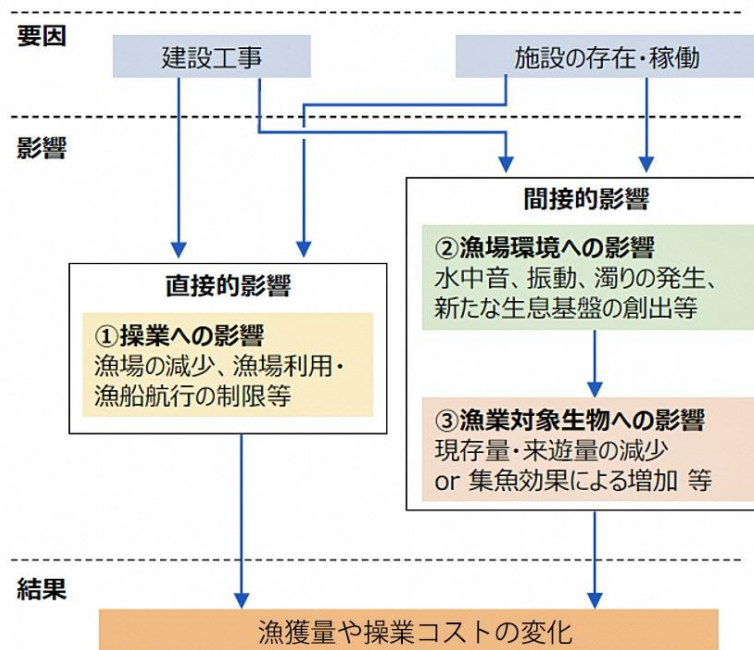 要因
建設工事
施設の存在・稼働
影響
間接的影響
②漁場環境への影響
水中音、振動、濁りの発生、
新たな生息基盤の創出等
直接的影響
①操業への影響
漁場の減少、漁場利用・
漁船航行の制限等
③漁業対象生物への影響
現存量・来遊量の減少
or 集魚効果による増加 等
結果
漁獲量や操業コストの変化